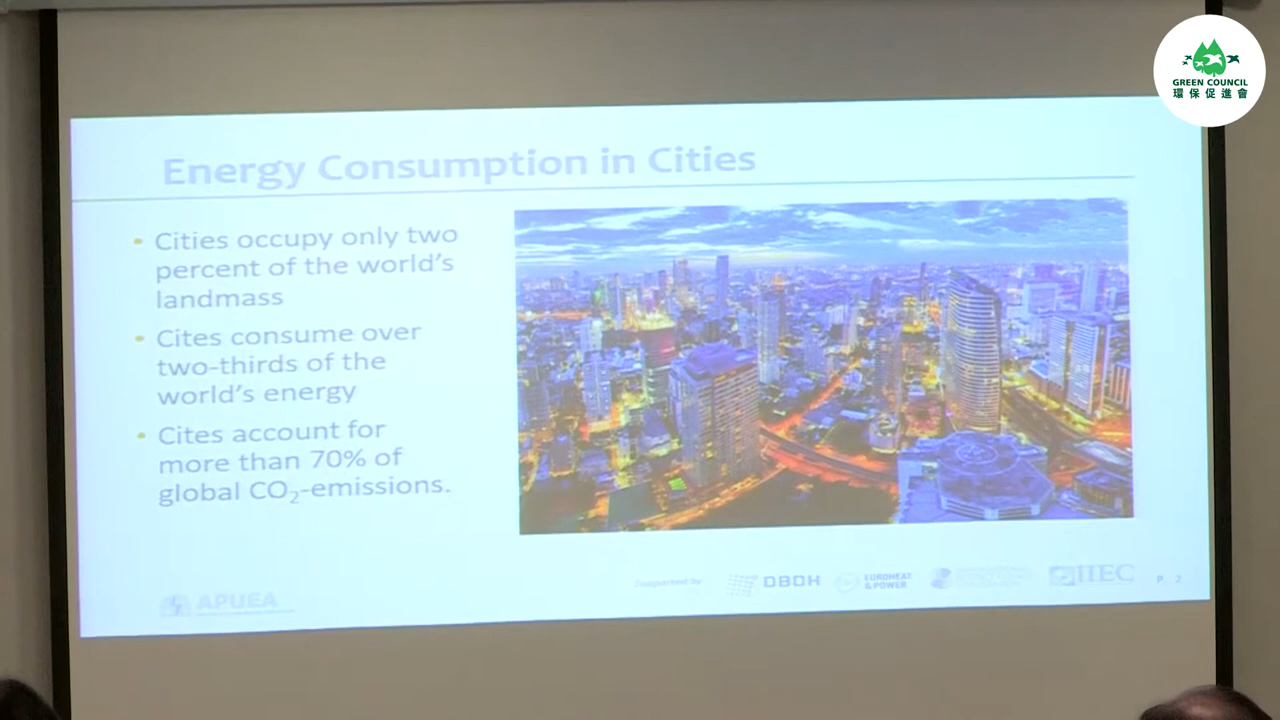 GREEN COUNCIL
環保促進會
Energy Consumption in Cities
• Cities occupy only two
percent of the world's
landmass
• Cites consume over
two-thirds of the
world's energy
• Cites account for
more than 70% of
global CO₂-emissions.
Supported by
DBDH
EUROHEAT
& POWER
IIEC
P. 2
APUEA